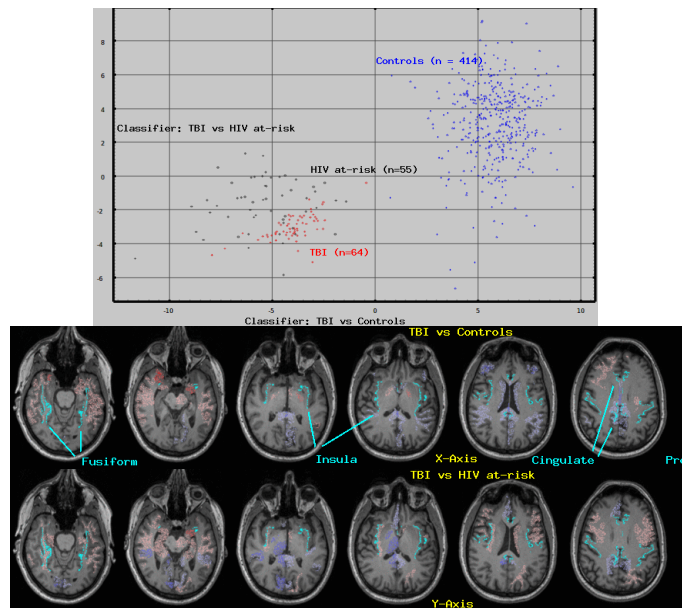 8
Controls (n = 414)
6
4
Classifier: TBI vs HIV at-risk
2
HIV at-risk (n=55)
0
-2
TBI (n=64)
-4
-6
-10
-5
0
5
10
Classifier: TBI vs Controls
TBI vs Controls
Fusiform
Insula
X-Axis
Cingulate
Pre
TBI vs HIV at-risk
Y-Axis